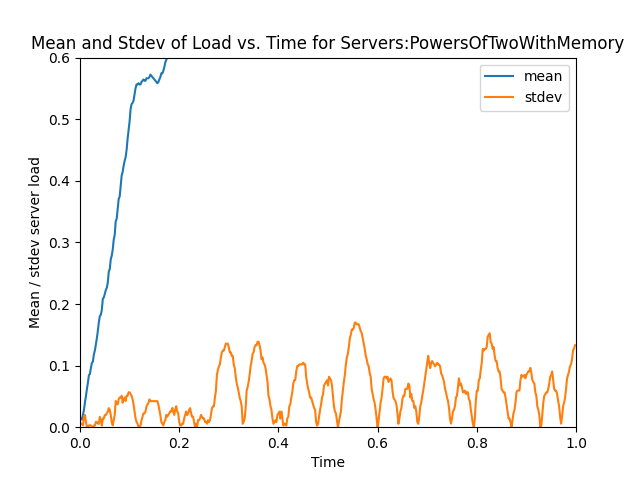 Mean and Stdev of Load vs. Time for Servers:PowersOfTwoWithMemory
mean
stdev
Mean / stdev server load
0.6
0.5
0.4
0.3
0.2
0.1
0.0
0.0 0.2 0.4 0.6 0.8 1.0
Time